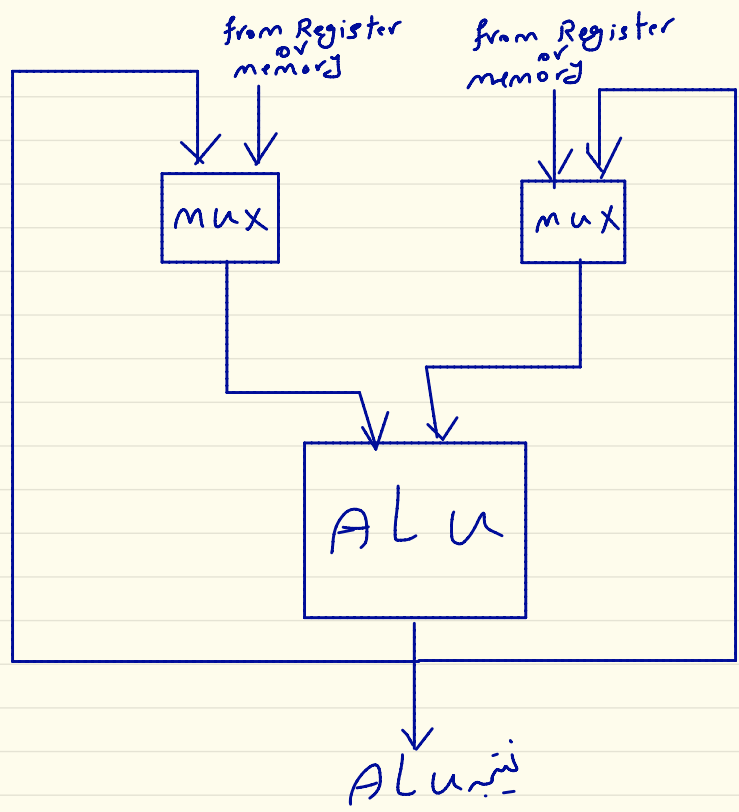 from Register
or
memory
from Register
or
memory
mux
mux
ALU
نتیجه ALU